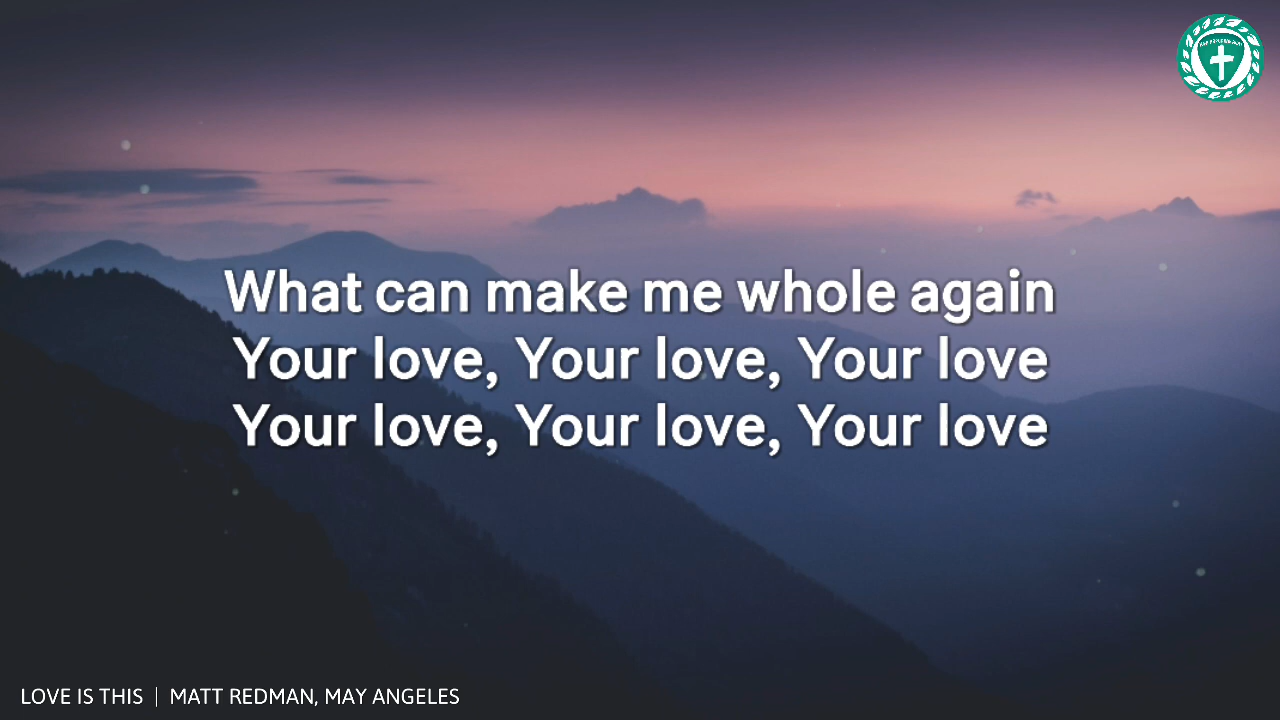 What can make me whole again
Your love, Your love, Your love
Your love, Your love, Your love
LOVE IS THIS | MATT REDMAN, MAY ANGELES